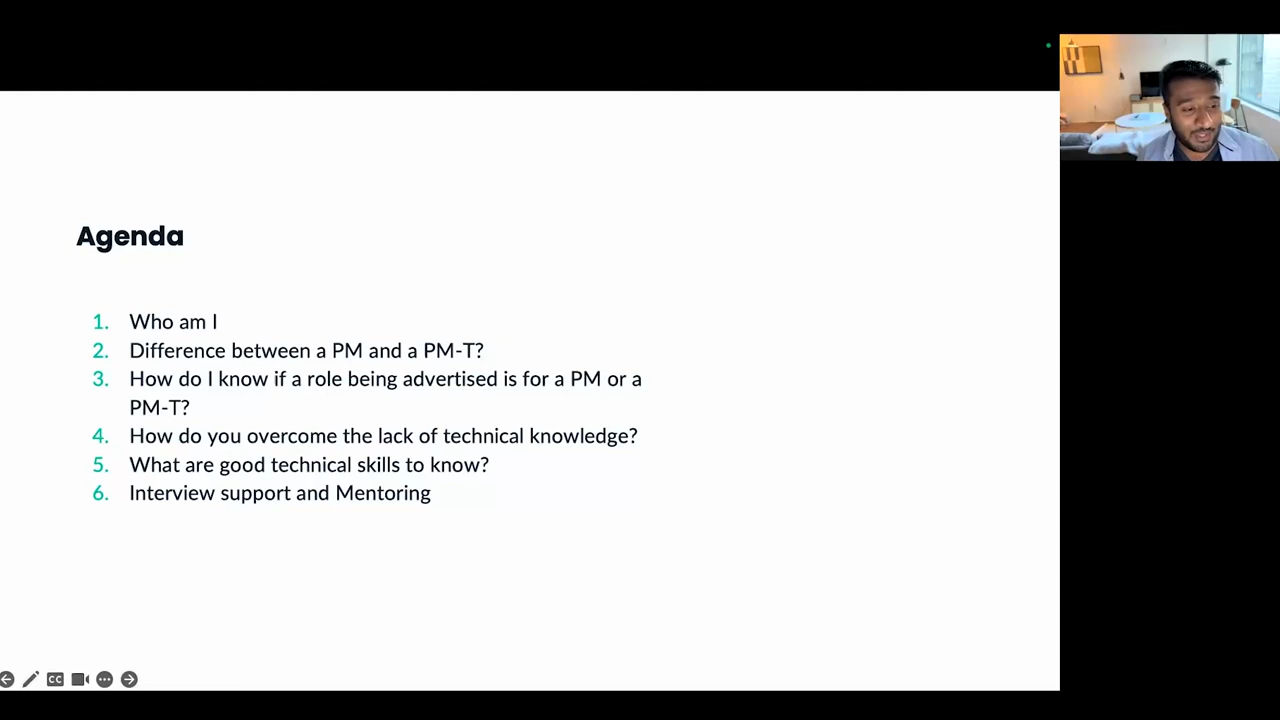 Agenda
1. Who am I
2. Difference between a PM and a PM-T?
3. How do I know if a role being advertised is for a PM or a
PM-T?
4. How do you overcome the lack of technical knowledge?
5. What are good technical skills to know?
6. Interview support and Mentoring
CC